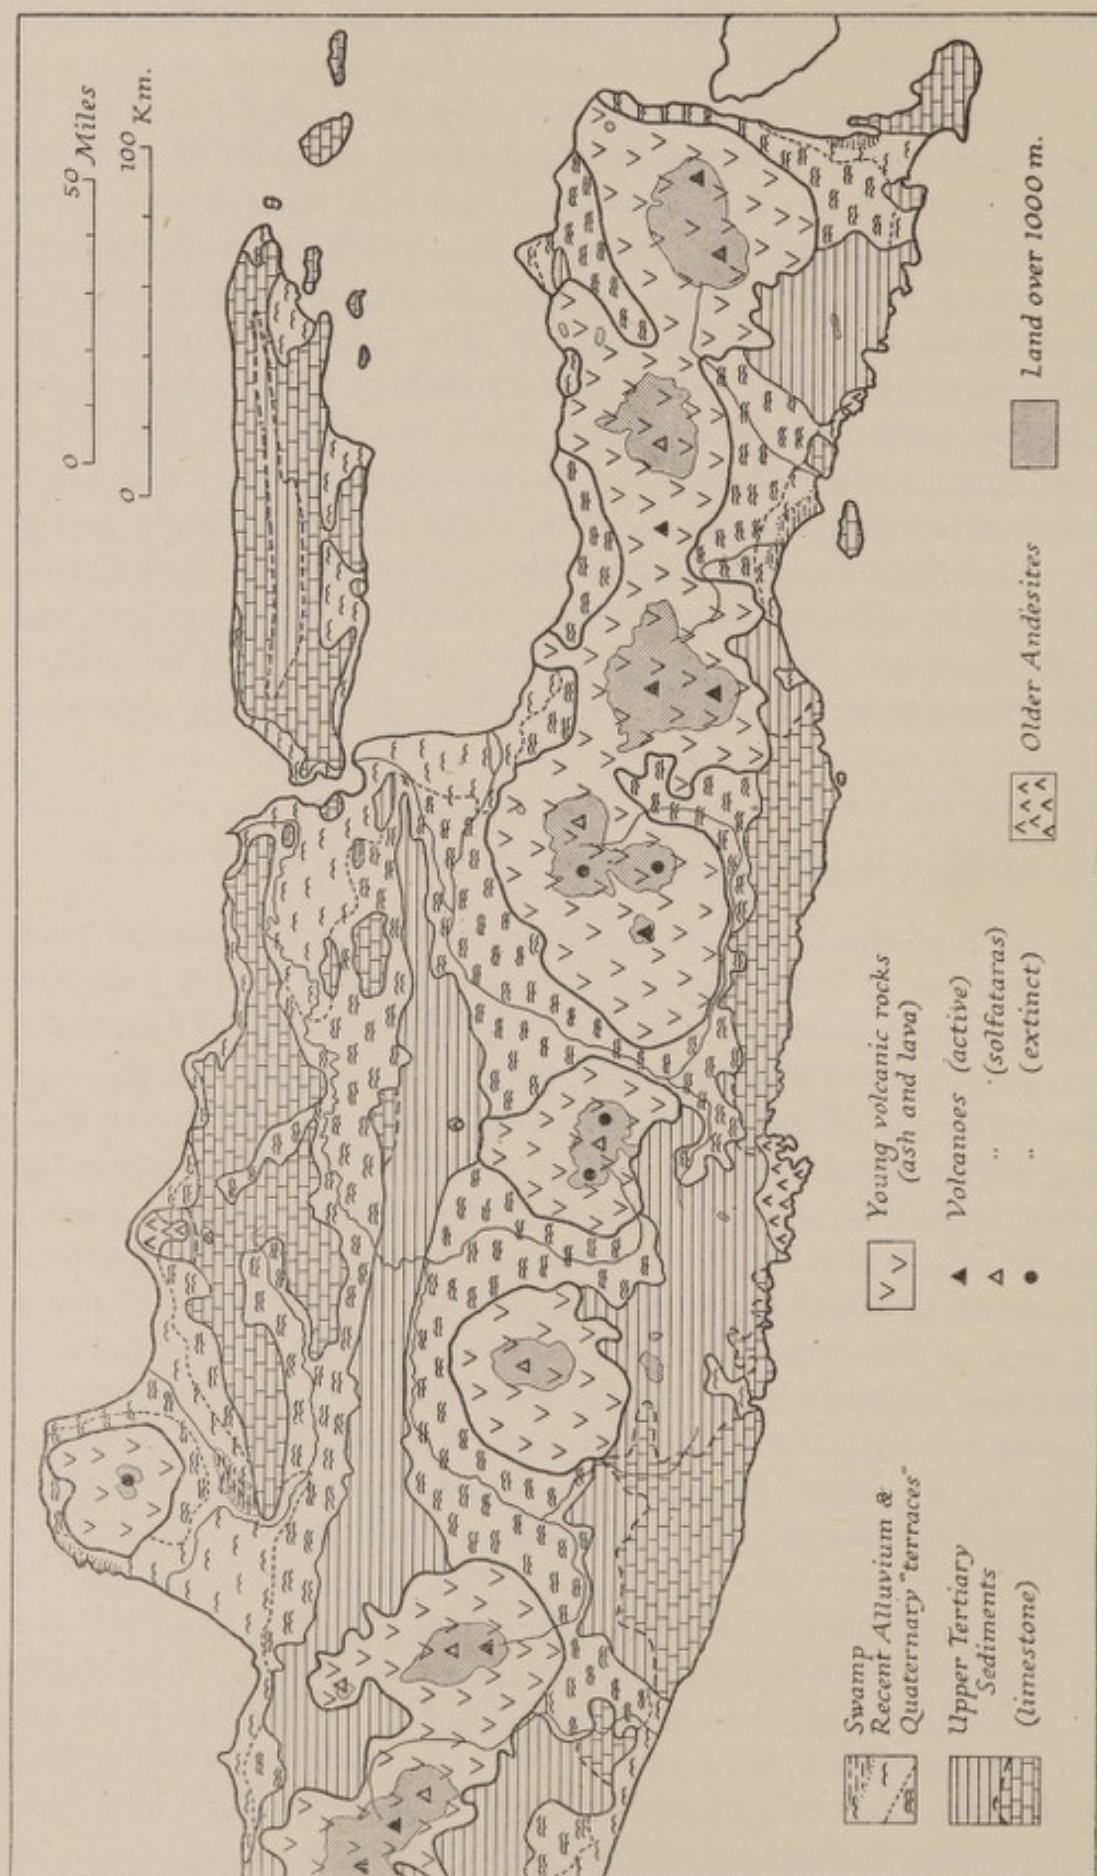 0 50 Miles
0 100 Km.
Swamp
Recent Alluvium &
Quaternary "terraces"
Upper Tertiary
Sediments
(limestone)
Young volcanic rocks
(ash and lava)
Volcanoes (active)
" (solfataras)
" (extinct)
Older Andesites
Land over 1000 m.